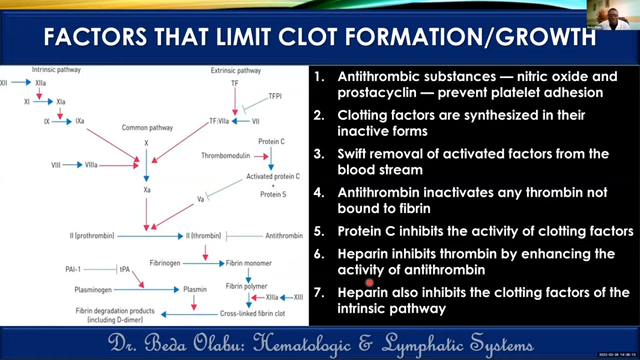 FACTORS THAT LIMIT CLOT FORMATION/GROWTH
Intrinsic pathway
Extrinsic pathway
XII
XIIa
TF
TFPI
XI
XIa
IX
IXa
TF:VIIa
VII
Common pathway
X
Protein C
Thrombomodulin
VIII
VIIIa
Activated protein C
+
Protein S
Xa
Va
II (prothrombin)
II (thrombin)
Antithrombin
Fibrinogen
Fibrin monomer
PAI-1
tPA
Fibrin polymer
Plasminogen
Plasmin
XIIIa
XIII
Fibrin degradation products
(including D-dimer)
Cross-linked fibrin clot
1. Antithrombic substances — nitric oxide and
prostacyclin — prevent platelet adhesion
2. Clotting factors are synthesized in their
inactive forms
3. Swift removal of activated factors from the
blood stream
4. Antithrombin inactivates any thrombin not
bound to fibrin
5. Protein C inhibits the activity of clotting factors
6. Heparin inhibits thrombin by enhancing the
activity of antithrombin
7. Heparin also inhibits the clotting factors of the
intrinsic pathway
Dr. Beda Olabu: Hematologic & Lymphatic Systems